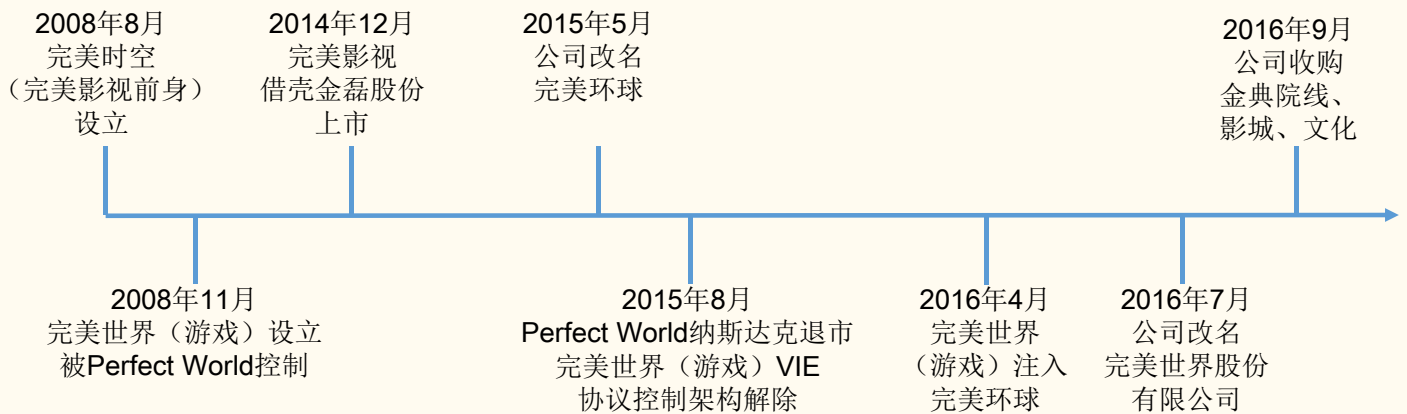 2008年8月
完美时空
（完美影视前身）
设立
2014年12月
完美影视
借壳金磊股份
上市
2015年5月
公司改名
完美环球
2016年9月
公司收购
金典院线、
影城、文化
2008年11月
完美世界（游戏）设立
被Perfect World控制
2015年8月
Perfect World纳斯达克退市
完美世界（游戏）VIE
协议控制架构解除
2016年4月
完美世界
（游戏）注入
完美环球
2016年7月
公司改名
完美世界股份
有限公司